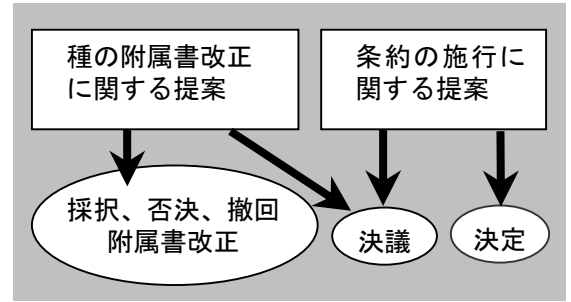 種の附属書改正
に関する提案
条約の施行に
関する提案
採択、否決、撤回
附属書改正
決議
決定